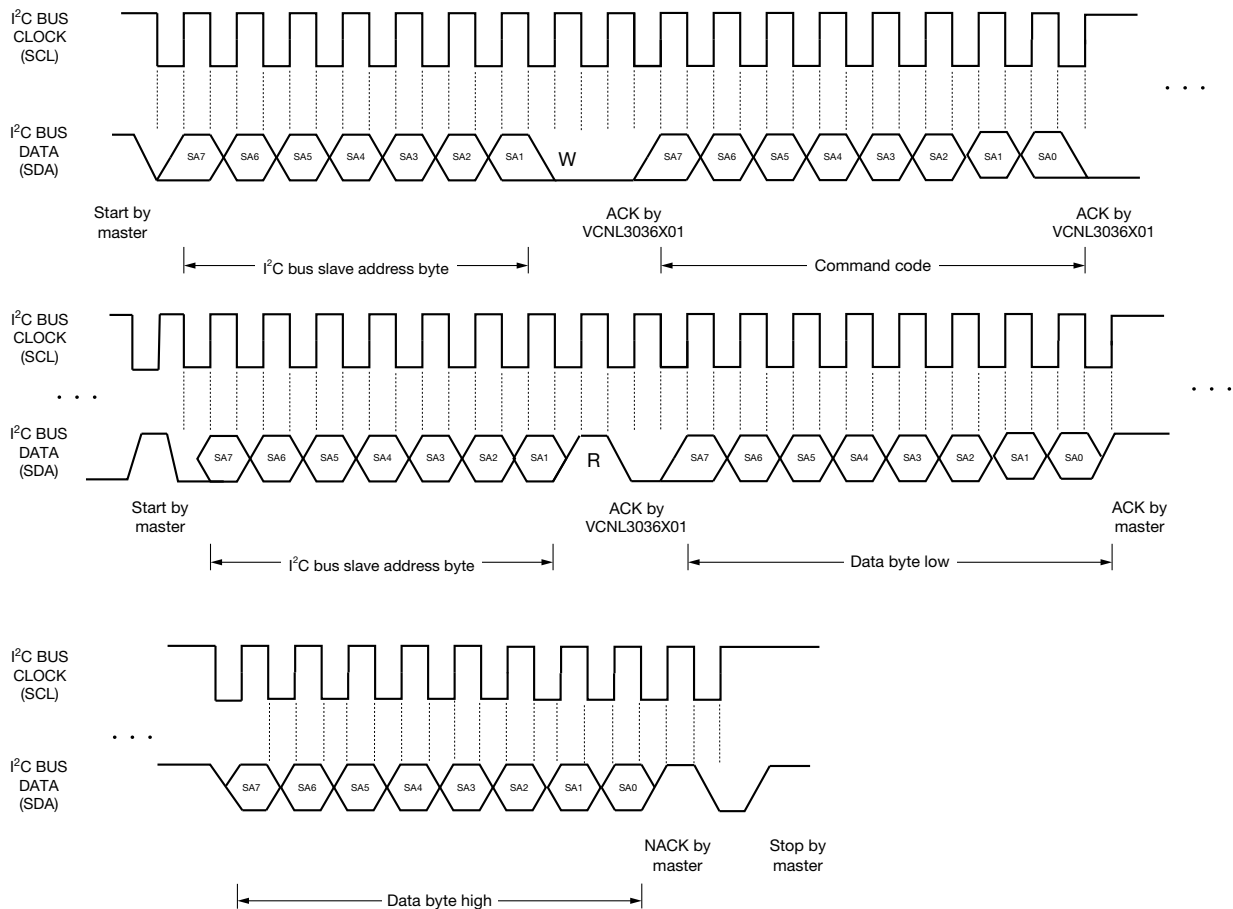 I²C BUS
CLOCK
(SCL)
. . .
I²C BUS
DATA
(SDA)
SA7 SA6 SA5 SA4 SA3 SA2 SA1 W SA7 SA6 SA5 SA4 SA3 SA2 SA1 SA0
Start by
master
ACK by
VCNL3036X01
ACK by
VCNL3036X01
I²C bus slave address byte
Command code
I²C BUS
CLOCK
(SCL)
. . .
. . .
I²C BUS
DATA
(SDA)
SA7 SA6 SA5 SA4 SA3 SA2 SA1 R SA7 SA6 SA5 SA4 SA3 SA2 SA1 SA0
Start by
master
ACK by
VCNL3036X01
ACK by
master
I²C bus slave address byte
Data byte low
I²C BUS
CLOCK
(SCL)
. . .
I²C BUS
DATA
(SDA)
SA7 SA6 SA5 SA4 SA3 SA2 SA1 SA0
NACK by
master
Stop by
master
Data byte high